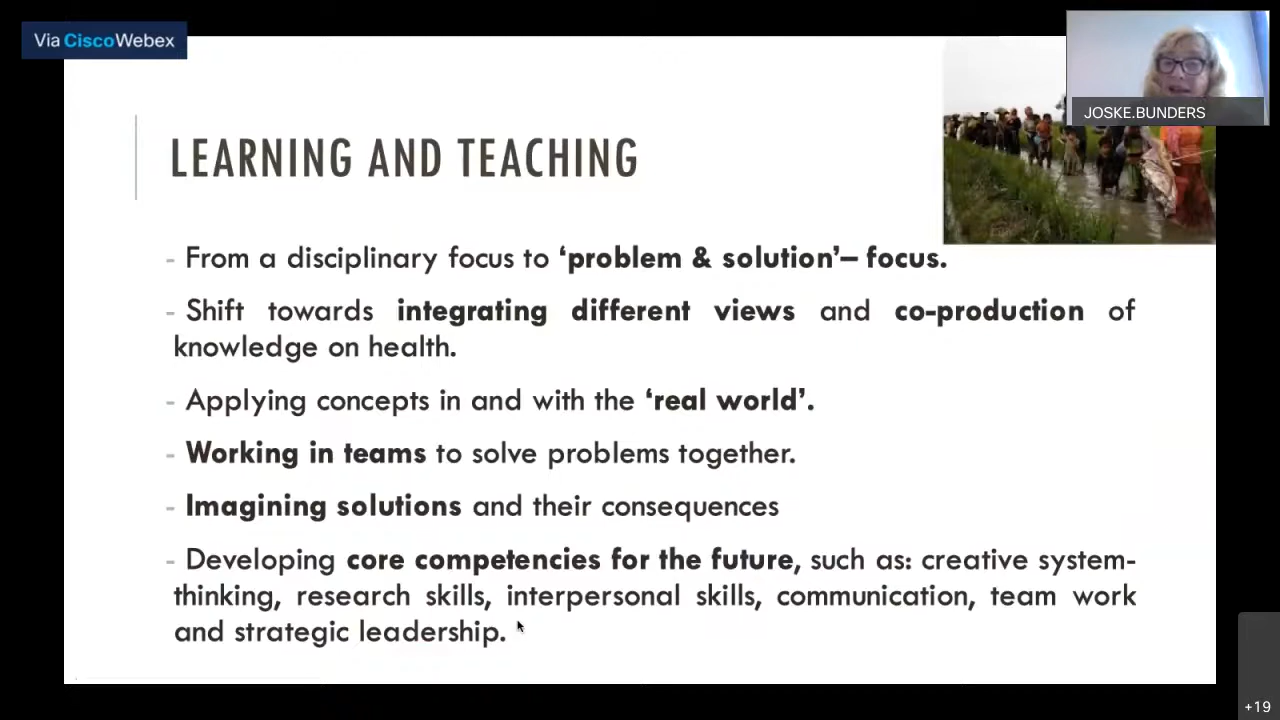 Via CiscoWebex
JOSKE.BUNDERS
LEARNING AND TEACHING
- From a disciplinary focus to ‘problem & solution’– focus.
- Shift towards integrating different views and co-production of
knowledge on health.
- Applying concepts in and with the ‘real world’.
- Working in teams to solve problems together.
- Imagining solutions and their consequences
- Developing core competencies for the future, such as: creative system-
thinking, research skills, interpersonal skills, communication, team work
and strategic leadership.
+19